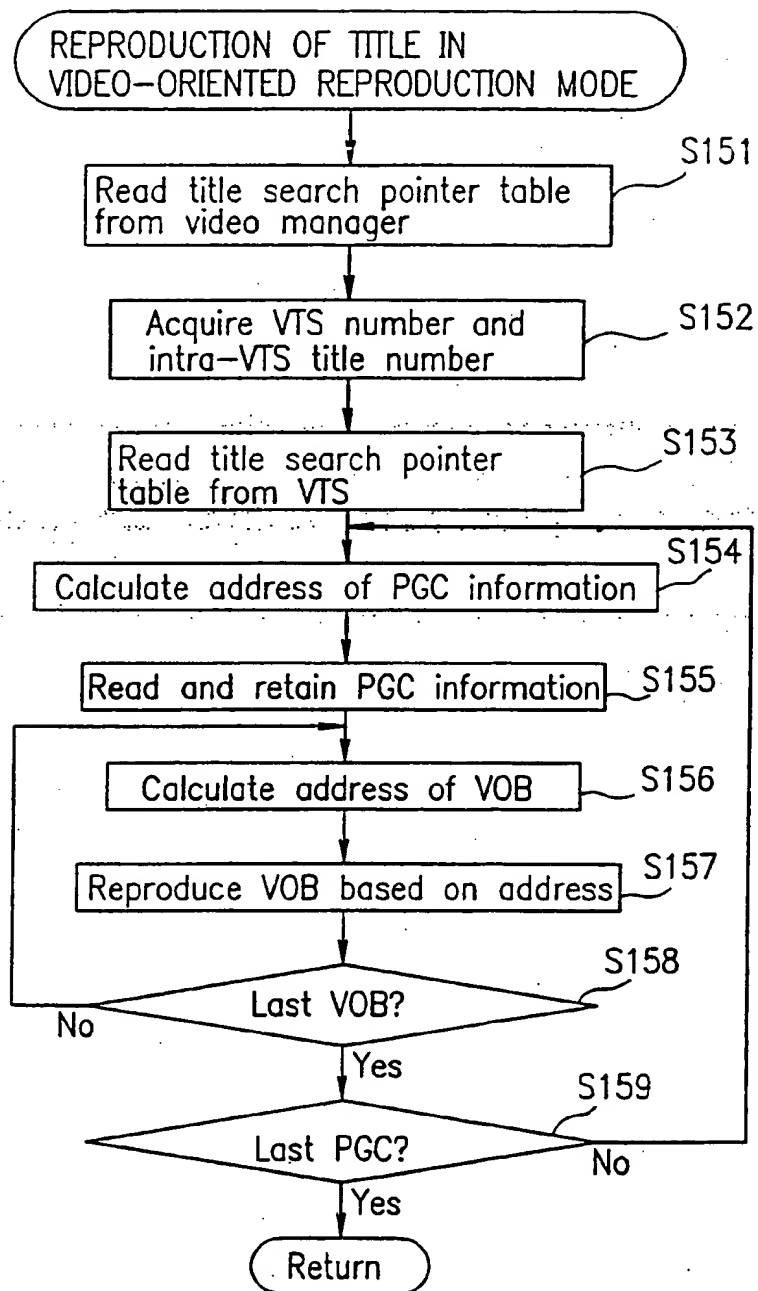 REPRODUCTION OF TITLE IN
VIDEO-ORIENTED REPRODUCTION MODE
S151
Read title search pointer table
from video manager
S152
Acquire VTS number and
intra-VTS title number
S153
Read title search pointer
table from VTS
S154
Calculate address of PGC information
S155
Read and retain PGC information
S156
Calculate address of VOB
S157
Reproduce VOB based on address
S158
Last VOB?
No
Yes
S159
Last PGC?
No
Yes
Return